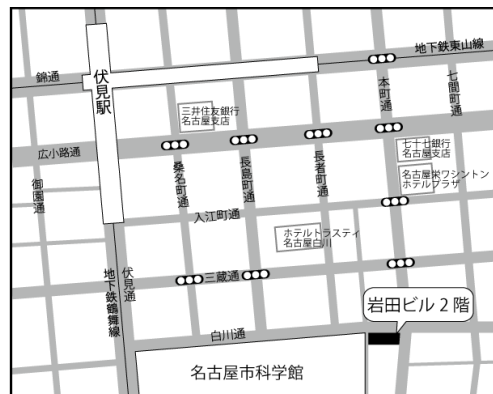 地下鉄東山線
錦通
伏見駅
本町通
七間町通
三井住友銀行
名古屋支店
広小路通
桑名町通
長島町通
長者町通
七十七銀行
名古屋支店
名古屋栄ワシントン
ホテルプラザ
御園通
入江町通
ホテルトラスティ
名古屋白川
地下鉄鶴舞線
伏見通
三蔵通
岩田ビル2階
白川通
名古屋市科学館